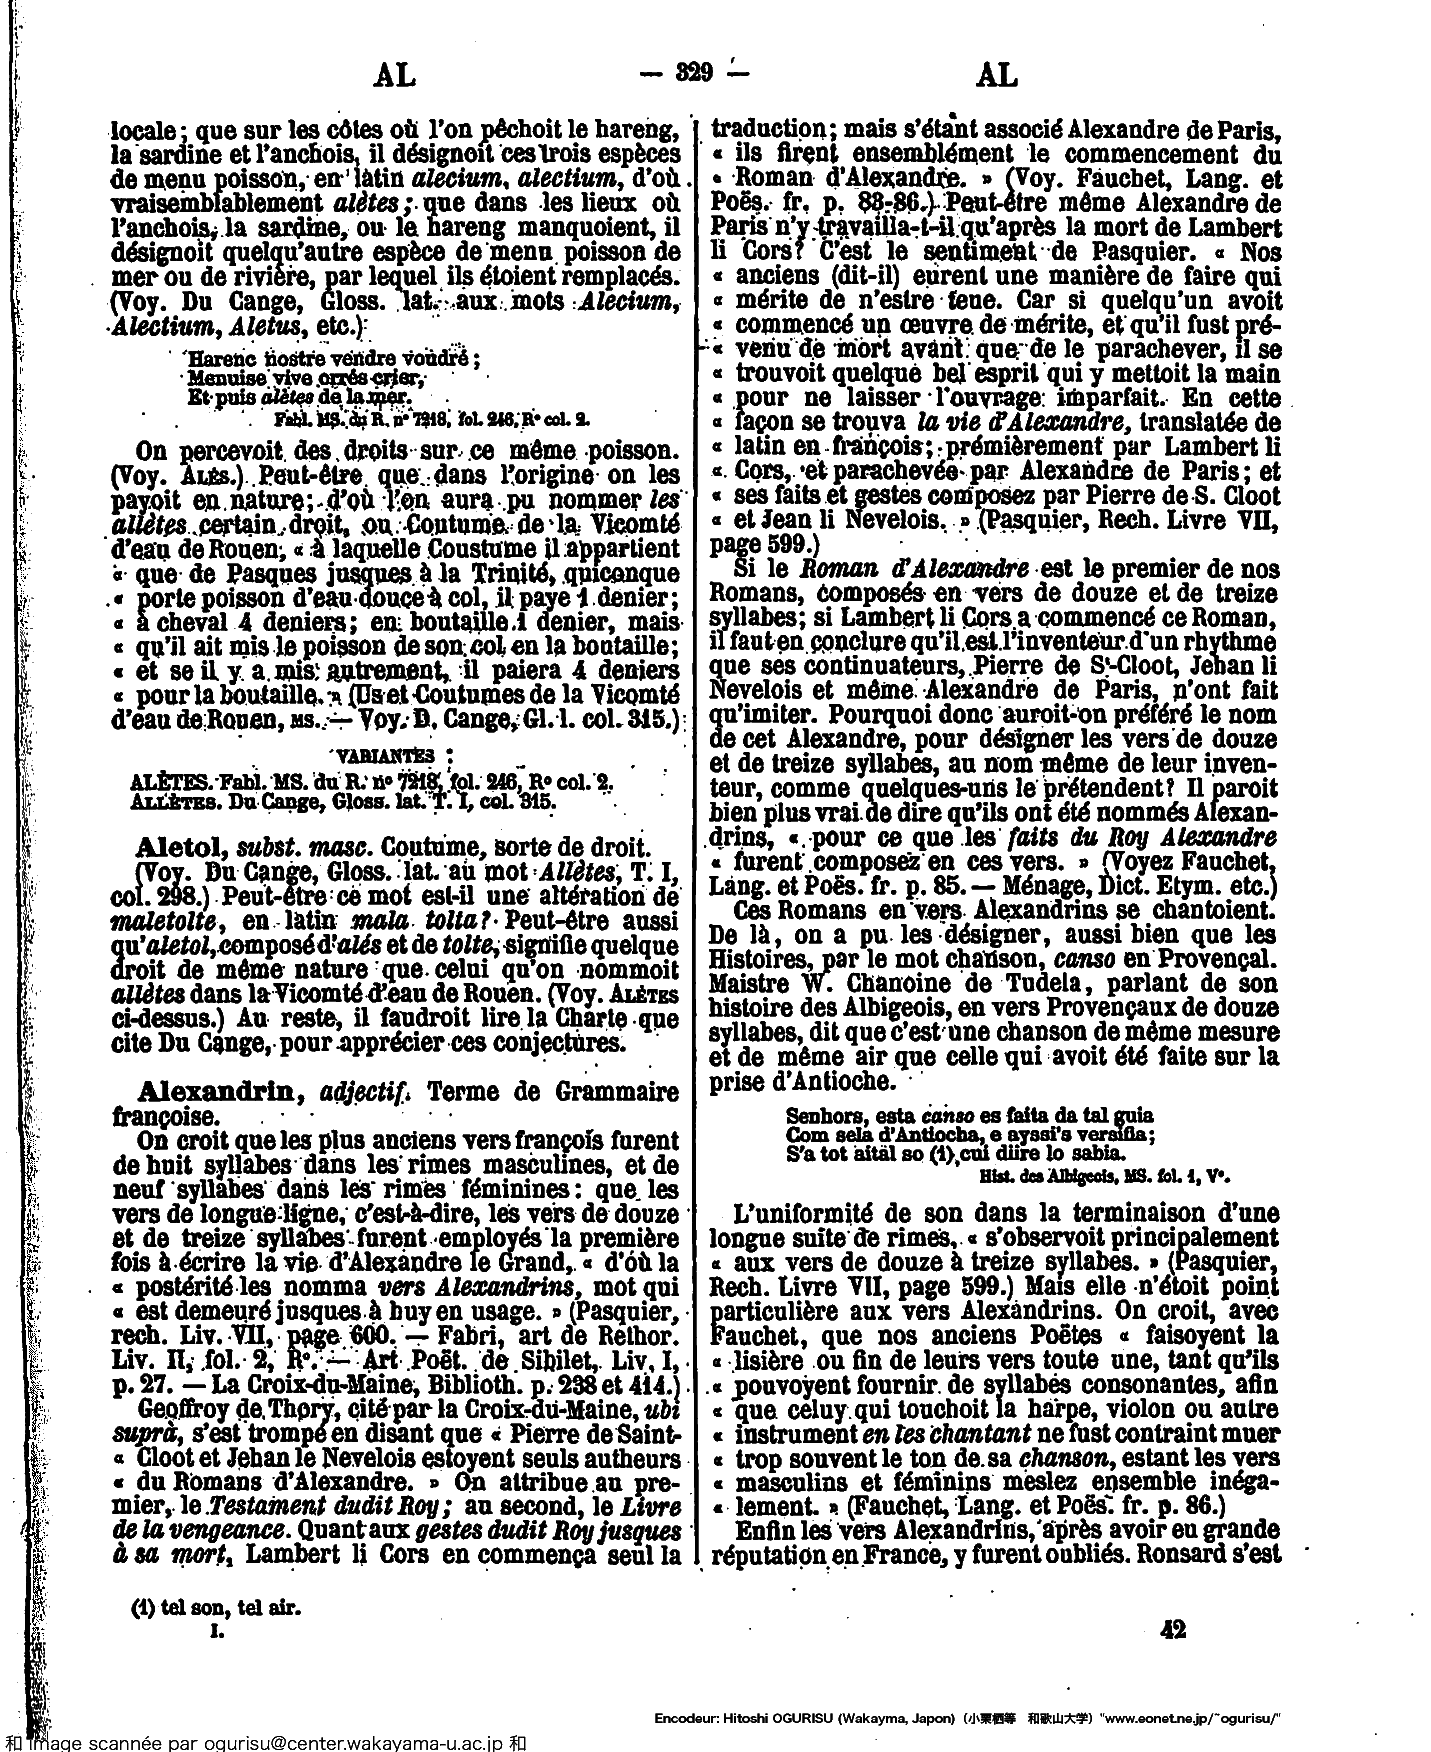 AL — 329 — AL
locale; que sur les côtes où l'on pêchoit le hareng,
la sardine et l'anchois, il désignoit ces trois espèces
de menu poisson, en latin alecium, alectium, d'où
vraisemblablement alêtes; que dans les lieux où
l'anchois, la sardine, ou le hareng manquoient, il
désignoit quelqu'autre espèce de menu poisson de
mer ou de rivière, par lequel ils étoient remplacés.
(Voy. Du Cange, Gloss. lat. aux mots Alecium,
Alectium, Aletus, etc.)
Harenc nostre vendre voudré;
Menuise vive orrés crier,
Et puis alêtes de la mer.
Fabl. MS. du R. nº 7218, fol. 246, Rº col. 2.
On percevoit des droits sur ce même poisson.
(Voy. ALÈS.) Peut-être que dans l'origine on les
payoit en nature; d'où l'on aura pu nommer les
allètes certain droit, ou Coutume de la Vicomté
d'eau de Rouen, « à laquelle Coustume il appartient
« que de Pasques jusques à la Trinité, quiconque
« porte poisson d'eau douce à col, il paye 1 denier;
« à cheval 4 deniers; en boutaille 1 denier, mais
« qu'il ait mis le poisson de son col en la boutaille;
« et se il y a mis autrement, il paiera 4 deniers
« pour la boutaille. » (Us et Coutumes de la Vicomté
d'eau de Rouen, MS. — Voy. D. Cange, Gl. l. col. 315.)
VARIANTES :
ALÈTES. Fabl. MS. du R. nº 7218, fol. 246, Rº col. 2.
ALLÈTES. Du Cange, Gloss. lat. T. I, col. 315.
Aletol, subst. masc. Coutume, sorte de droit.
(Voy. Du Cange, Gloss. lat. au mot Allètes, T. I,
col. 298.) Peut-être ce mot est-il une altération de
maletolte, en latin mala tolta? Peut-être aussi
qu'aletol, composé d'alés et de tolte, signifie quelque
droit de même nature que celui qu'on nommoit
allètes dans la Vicomté d'eau de Rouen. (Voy. ALÈTES
ci-dessus.) Au reste, il faudroit lire la Charte que
cite Du Cange, pour apprécier ces conjectures.
Alexandrin, adjectif. Terme de Grammaire
françoise.
On croit que les plus anciens vers françois furent
de huit syllabes dans les rimes masculines, et de
neuf syllabes dans les rimes féminines : que les
vers de longue ligne, c'est-à-dire, les vers de douze
et de treize syllabes furent employés la première
fois à écrire la vie d'Alexandre le Grand, « d'où la
« postérité les nomma vers Alexandrins, mot qui
« est demeuré jusques à huy en usage. » (Pasquier,
rech. Liv. VII, page 600. — Fabri, art de Rethor.
Liv. II, fol. 2, Rº. — Art Poët. de Sibilet, Liv. I,
p. 27. — La Croix-du-Maine, Biblioth. p. 238 et 414.)
Geoffroy de Thory, cité par la Croix-du-Maine, ubi
suprà, s'est trompé en disant que « Pierre de Saint-
« Cloot et Jehan le Nevelois estoyent seuls autheurs
« du Romans d'Alexandre. » On attribue au pre-
mier, le Testament dudit Roy; au second, le Livre
de la vengeance. Quant aux gestes dudit Roy jusques
à sa mort, Lambert li Cors en commença seul la
traduction; mais s'étant associé Alexandre de Paris,
« ils firent ensemblément le commencement du
« Roman d'Alexandre. » (Voy. Fauchet, Lang. et
Poës. fr. p. 83-86.) Peut-être même Alexandre de
Paris n'y travailla-t-il qu'après la mort de Lambert
li Cors? C'est le sentiment de Pasquier. « Nos
« anciens (dit-il) eurent une manière de faire qui
« mérite de n'estre teue. Car si quelqu'un avoit
« commencé un œuvre de mérite, et qu'il fust pré-
« venu de mort avant que de le parachever, il se
« trouvoit quelque bel esprit qui y mettoit la main
« pour ne laisser l'ouvrage imparfait. En cette
« façon se trouva la vie d'Alexandre, translatée de
« latin en françois; prémièrement par Lambert li
« Cors, et parachevée par Alexandre de Paris; et
« ses faits et gestes composez par Pierre de S. Cloot
« et Jean li Nevelois. » (Pasquier, Rech. Livre VII,
page 599.)
Si le Roman d'Alexandre est le premier de nos
Romans, composés en vers de douze et de treize
syllabes; si Lambert li Cors a commencé ce Roman,
il faut en conclure qu'il est l'inventeur d'un rhythme
que ses continuateurs, Pierre de St-Cloot, Jehan li
Nevelois et même Alexandre de Paris, n'ont fait
qu'imiter. Pourquoi donc auroit-on préféré le nom
de cet Alexandre, pour désigner les vers de douze
et de treize syllabes, au nom même de leur inven-
teur, comme quelques-uns le prétendent? Il paroit
bien plus vrai de dire qu'ils ont été nommés Alexan-
drins, « pour ce que les faits du Roy Alexandre
« furent composez en ces vers. » (Voyez Fauchet,
Lang. et Poës. fr. p. 85. — Ménage, Dict. Etym. etc.)
Ces Romans en vers Alexandrins se chantoient.
De là, on a pu les désigner, aussi bien que les
Histoires, par le mot chanson, canso en Provençal.
Maistre W. Chanoine de Tudela, parlant de son
histoire des Albigeois, en vers Provençaux de douze
syllabes, dit que c'est une chanson de même mesure
et de même air que celle qui avoit été faite sur la
prise d'Antioche.
Senhors, esta canso es faita da tal guia
Com sela d'Antiocha, e ayssi's versifia;
S'a tot aital so (1), cui diire lo sabia.
Hist. des Albigeois, MS. fol. 1, Vº.
L'uniformité de son dans la terminaison d'une
longue suite de rimes, « s'observoit principalement
« aux vers de douze à treize syllabes. » (Pasquier,
Rech. Livre VII, page 599.) Mais elle n'étoit point
particulière aux vers Alexandrins. On croit, avec
Fauchet, que nos anciens Poëtes « faisoyent la
« lisière ou fin de leurs vers toute une, tant qu'ils
« pouvoyent fournir de syllabes consonantes, afin
« que celuy qui touchoit la harpe, violon ou autre
« instrument en les chantant ne fust contraint muer
« trop souvent le ton de sa chanson, estant les vers
« masculins et féminins meslez ensemble inéga-
« lement. » (Fauchet, Lang. et Poës. fr. p. 86.)
Enfin les vers Alexandrins, après avoir eu grande
réputation en France, y furent oubliés. Ronsard s'est
(1) tel son, tel air.
I. 42
Encodeur: Hitoshi OGURISU (Wakayma, Japon) (小栗栖等 和歌山大学) "www.eonet.ne.jp/~ogurisu/"
和 Image scannée par ogurisu@center.wakayama-u.ac.jp 和